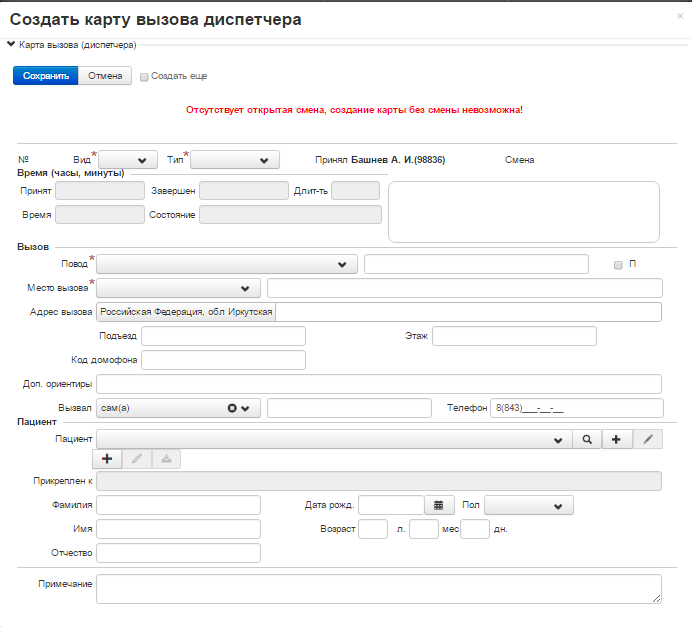 Создать карту вызова диспетчера
×
Карта вызова (диспетчера)
Сохранить Отмена Создать еще
Отсутствует открытая смена, создание карты без смены невозможна!
№ Вид* Тип* Принял Башнев А. И.(98836) Смена
Время (часы, минуты)
Принят Завершен Длит-ть
Время Состояние
Вызов
Повод* П
Место вызова*
Адрес вызова Российская Федерация, обл Иркутская
Подъезд Этаж
Код домофона
Доп. ориентиры
Вызвал сам(а) Телефон 8(843)___-__-__
Пациент
Пациент
Прикреплен к
Фамилия Дата рожд. Пол
Имя Возраст л. мес. дн.
Отчество
Примечание